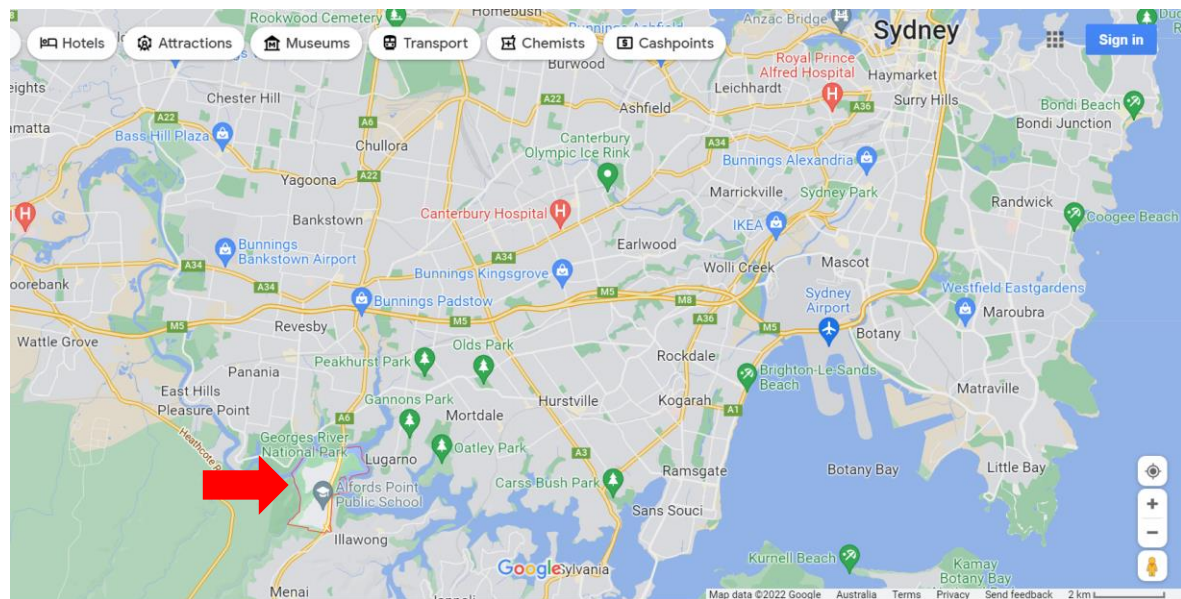 Rookwood Cemetery
Homebush
Anzac Bridge
Sydney
Hotels
Attractions
Museums
Transport
Chemists
Cashpoints
Sign in
Burwood
Royal Prince
Alfred Hospital
Haymarket
Leichhardt
Chester Hill
A22
Ashfield
A36
Surry Hills
Bondi Beach
Bondi Junction
A22
A6
Bass Hill Plaza
Chullora
Canterbury
Olympic Ice Rink
A34
Bunnings Alexandria
Yagoona
A22
Marrickville
Sydney Park
Randwick
Bankstown
Canterbury Hospital
IKEA
Coogee Beach
Bunnings
Bankstown Airport
Earlwood
A34
A34
Wolli Creek
Mascot
Bunnings Kingsgrove
A34
M5
M8
Sydney
Airport
Westfield Eastgardens
Bunnings Padstow
Maroubra
M5
Revesby
M5
A36
M5
Botany
Wattle Grove
Olds Park
Peakhurst Park
Rockdale
Panania
Brighton-Le-Sands
Beach
East Hills
Matraville
Pleasure Point
Gannons Park
Hurstville
Kogarah
A1
A6
Mortdale
Georges River
National Park
Oatley Park
A3
Lugarno
Ramsgate
Botany Bay
Little Bay
Alfords Point
Public School
Carss Bush Park
Sans Souci
Illawong
Kurnell Beach
Kamay
Botany Bay
Google
Sylvania
Menai
Map data ©2022 Google
Australia
Terms
Privacy
Send feedback
2 km